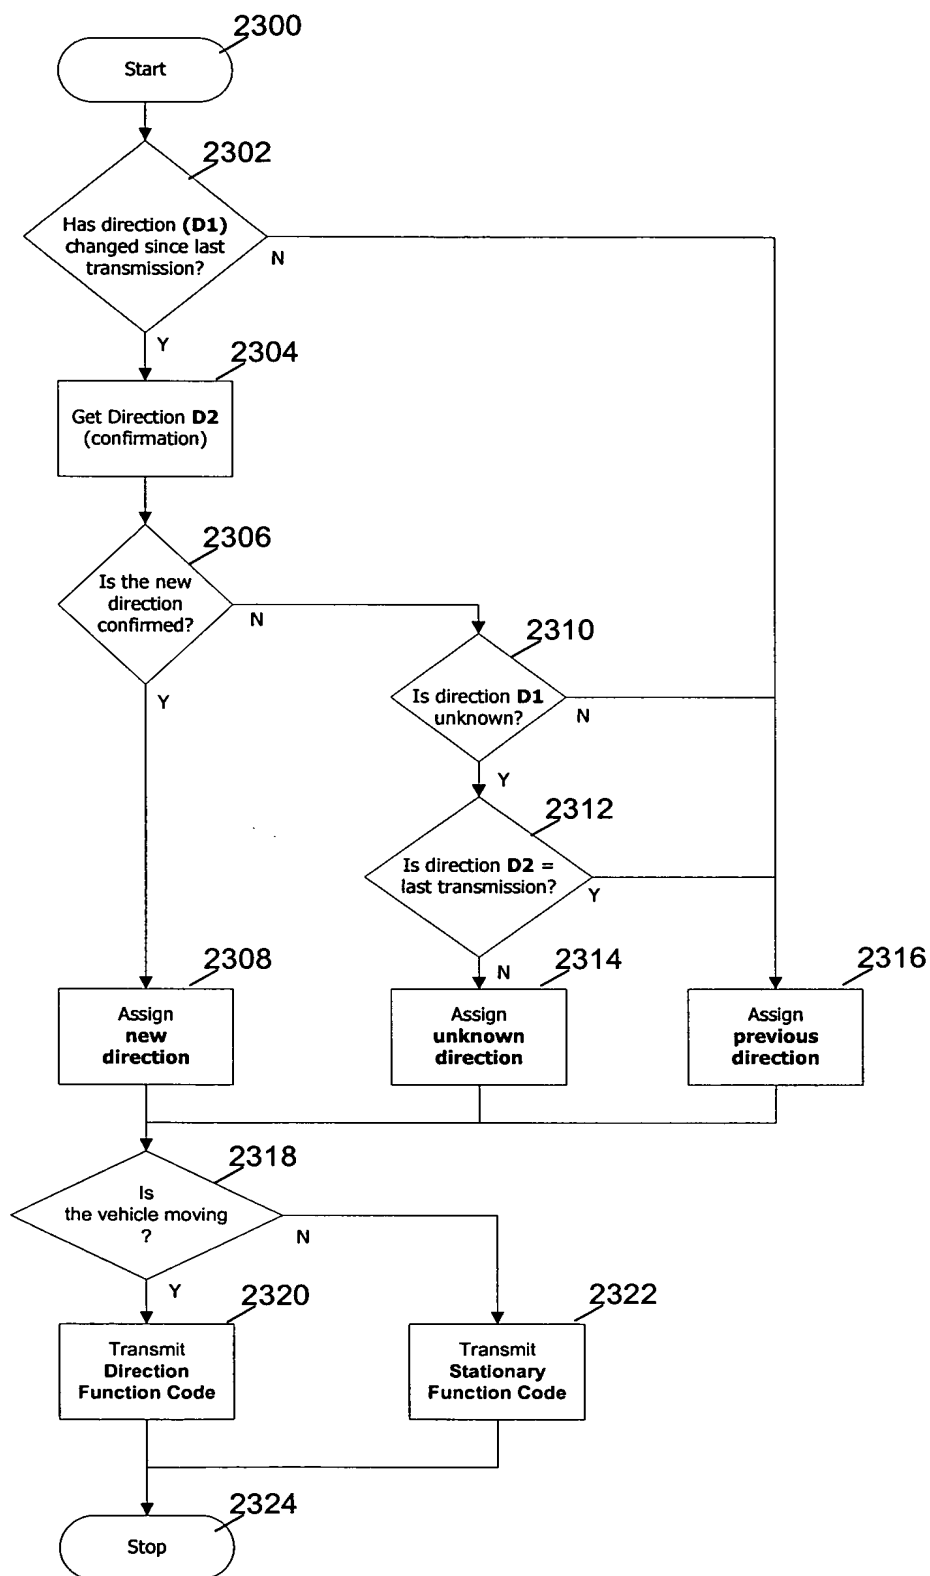 2300
Start
2302
Has direction (D1)
changed since last
transmission?
N
Y
2304
Get Direction D2
(confirmation)
2306
Is the new
direction
confirmed?
N
Y
2310
Is direction D1
unknown?
N
Y
2312
Is direction D2 =
last transmission?
Y
N
2308
Assign
new
direction
2314
Assign
unknown
direction
2316
Assign
previous
direction
2318
Is
the vehicle moving
?
N
Y
2320
Transmit
Direction
Function Code
2322
Transmit
Stationary
Function Code
2324
Stop